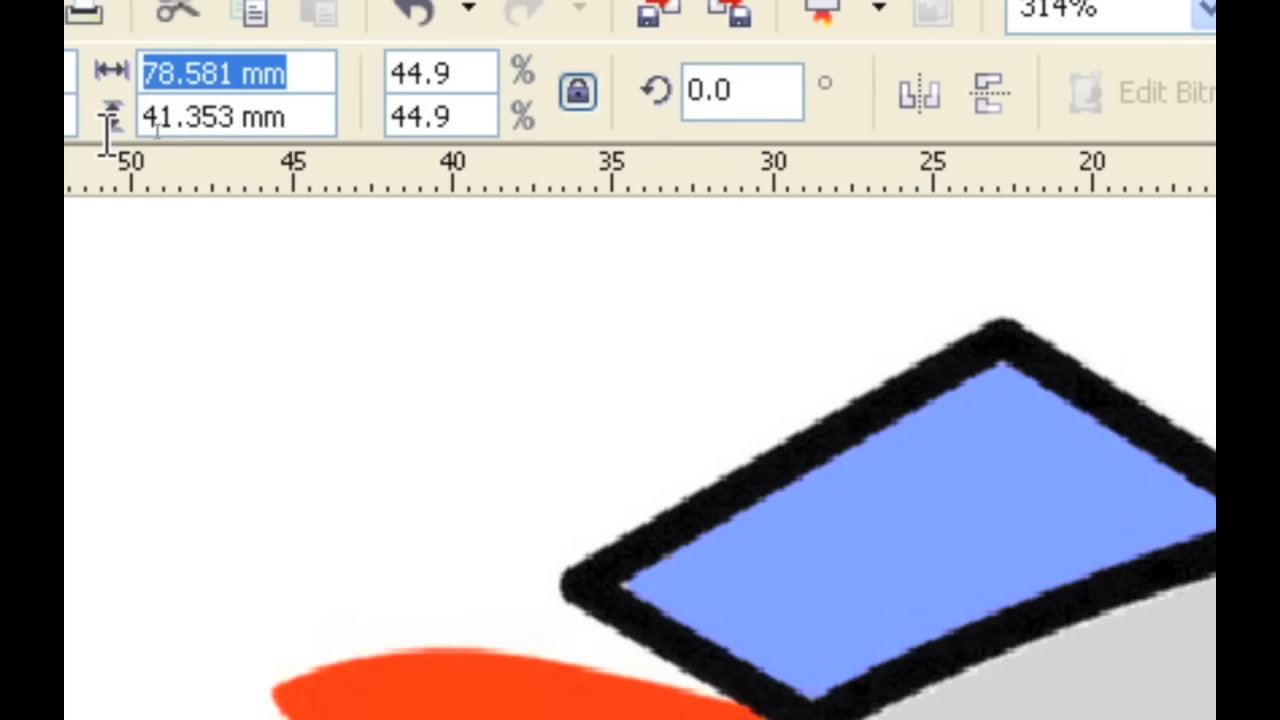 314%
78.581 mm 44.9 %
41.353 mm 44.9 %
0.0 °
Edit Bit
50 45 40 35 30 25 20